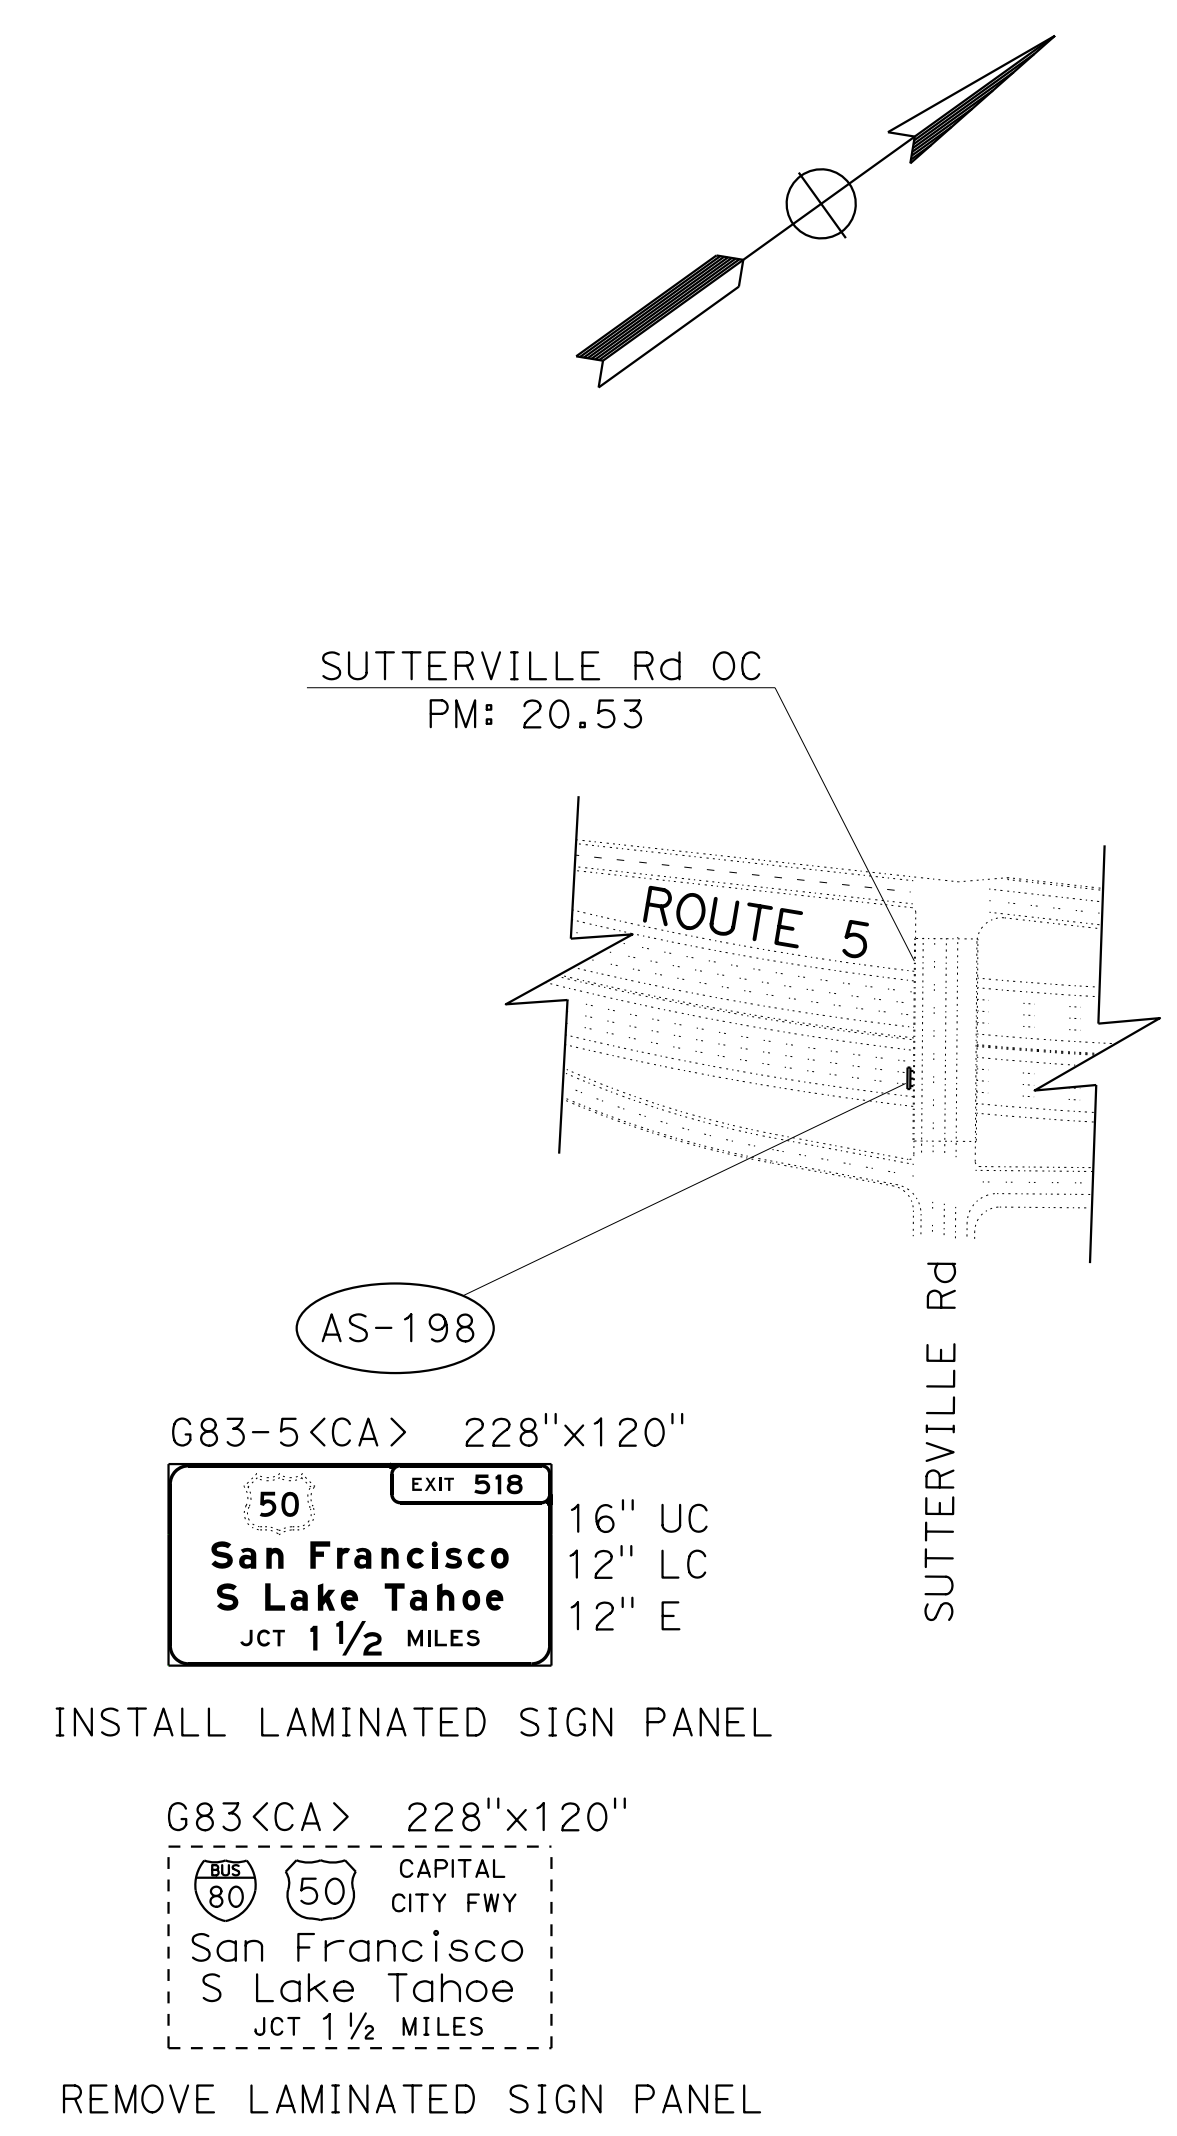 SUTTERVILLE Rd OC
PM: 20.53
ROUTE 5
AS-198
SUTTERVILLE Rd
G83-5<CA> 228"x120"
50
EXIT 518
San Francisco
S Lake Tahoe
JCT 1 1/2 MILES
16" UC
12" LC
12" E
INSTALL LAMINATED SIGN PANEL
G83<CA> 228"x120"
BUS
80
50
CAPITAL
CITY FWY
San Francisco
S Lake Tahoe
JCT 1 1/2 MILES
REMOVE LAMINATED SIGN PANEL